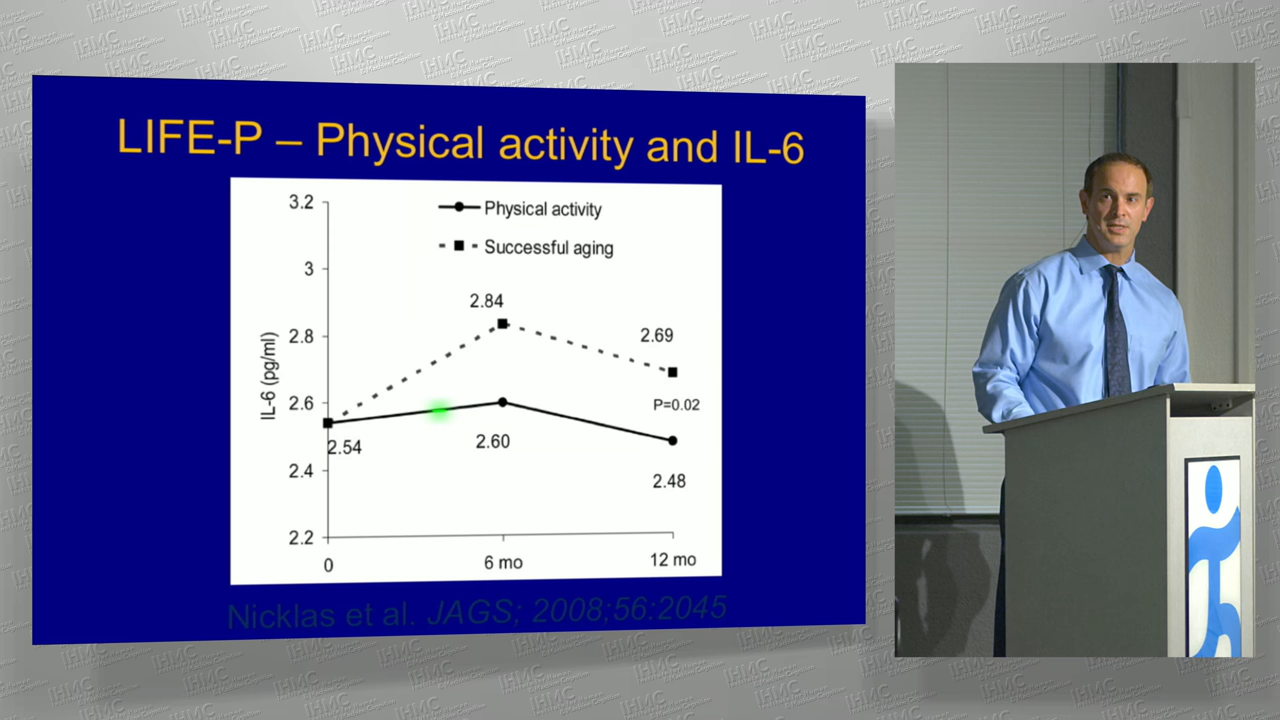 LIFE-P – Physical activity and IL-6
3.2
3
2.8
2.6
2.4
2.2
IL-6 (pg/ml)
Physical activity
Successful aging
2.84
2.69
P=0.02
2.54
2.60
2.48
0
6 mo
12 mo
Nicklas et al. JAGS; 2008;56:2045
IHMC